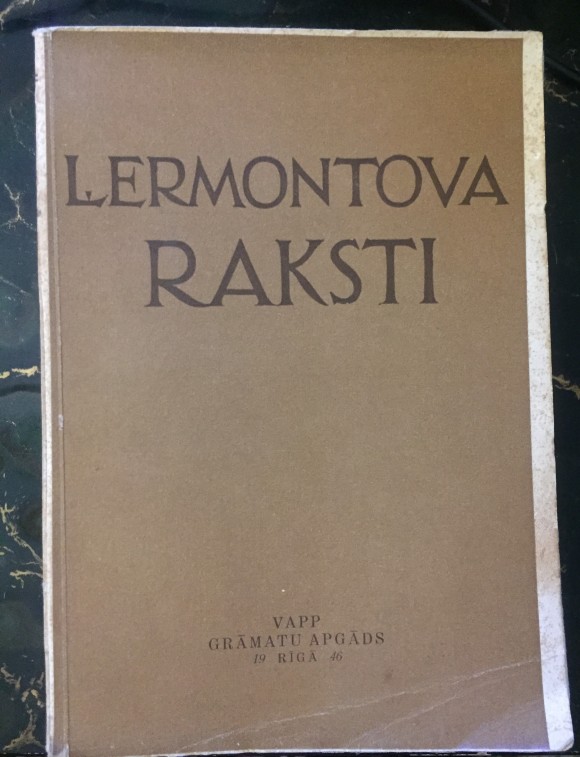 ĻERMONTOVA
RAKSTI
VAPP
GRĀMATU APGĀDS
19 RĪGĀ 46